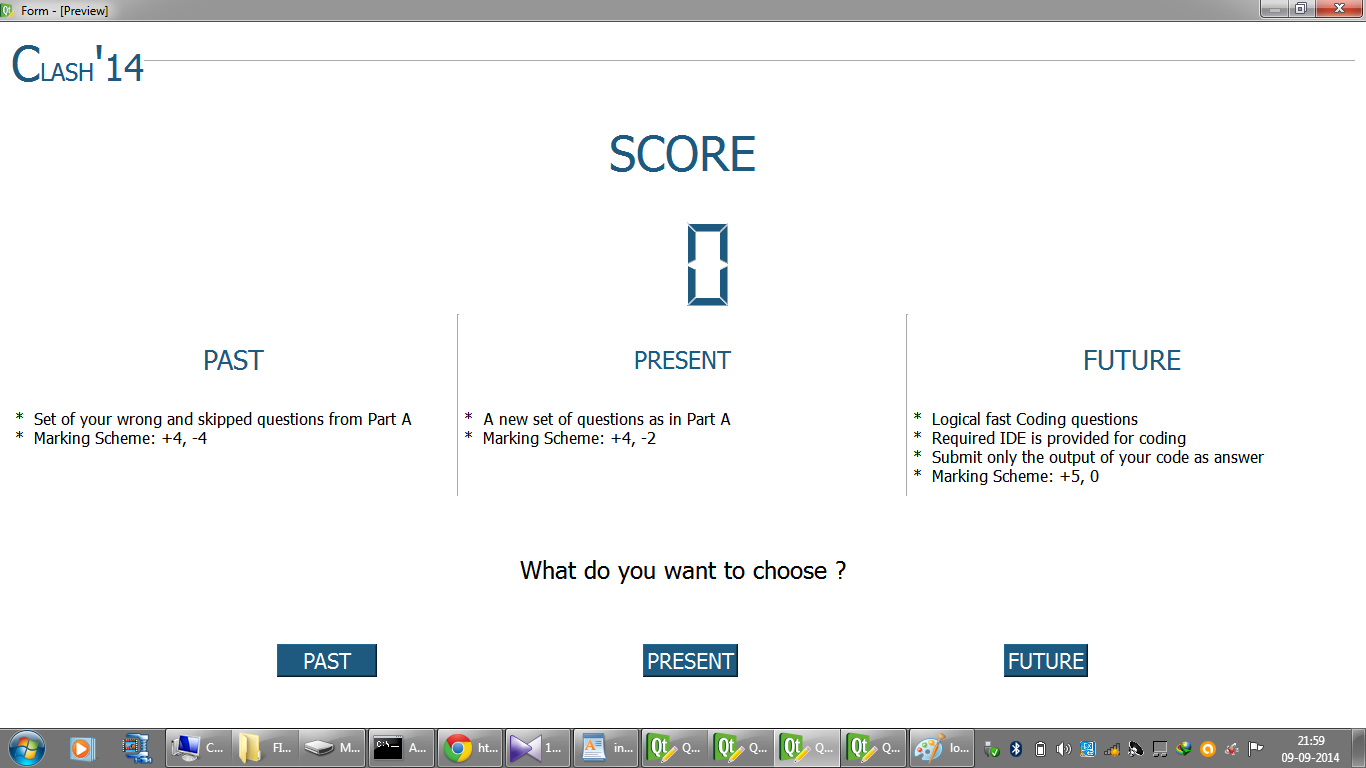 Form - [Preview]
CLASH'14
SCORE
0
PAST
* Set of your wrong and skipped questions from Part A
* Marking Scheme: +4, -4
PRESENT
* A new set of questions as in Part A
* Marking Scheme: +4, -2
FUTURE
* Logical fast Coding questions
* Required IDE is provided for coding
* Submit only the output of your code as answer
* Marking Scheme: +5, 0
What do you want to choose ?
PAST
PRESENT
FUTURE
C... Fl... M... A... ht... 1... in... Q... Q... Q... Q... lo...
21:59
09-09-2014